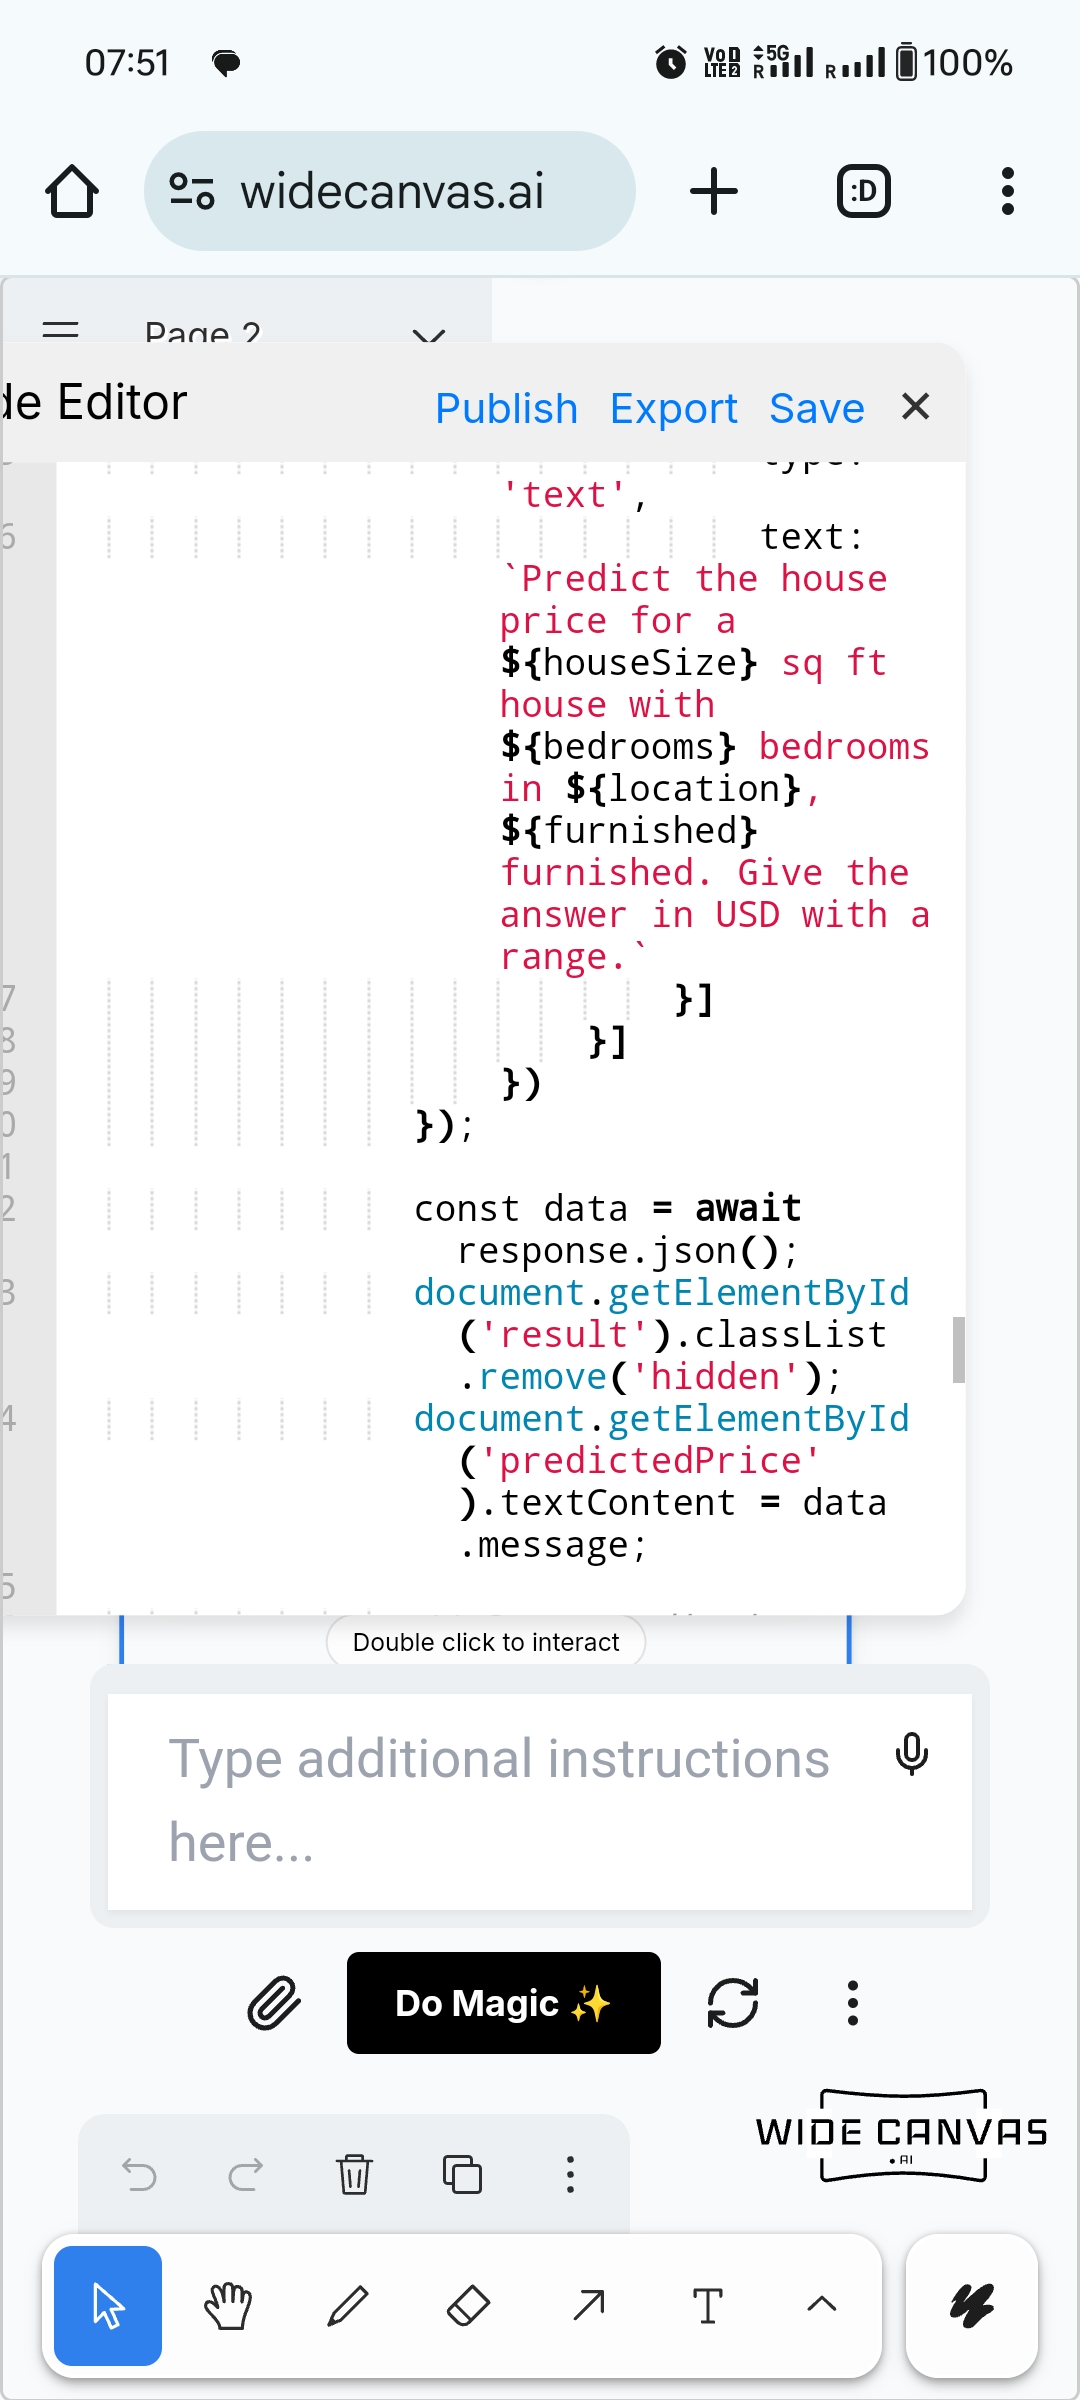 07:51
VoLTE2
5G
R
R
100%
widecanvas.ai
:D
Page 2
de Editor
Publish
Export
Save
type:
'text',
6
text:
`Predict the house
price for a
${houseSize} sq ft
house with
${bedrooms} bedrooms
in ${location},
${furnished}
furnished. Give the
answer in USD with a
range.`
7
}]
8
}]
9
})
0
});
1
2
const data = await
response.json();
3
document.getElementById
('result').classList
.remove('hidden');
4
document.getElementById
('predictedPrice'
).textContent = data
.message;
5
Double click to interact
Type additional instructions
here...
Do Magic ✨
WIDE CANVAS
.AI
T